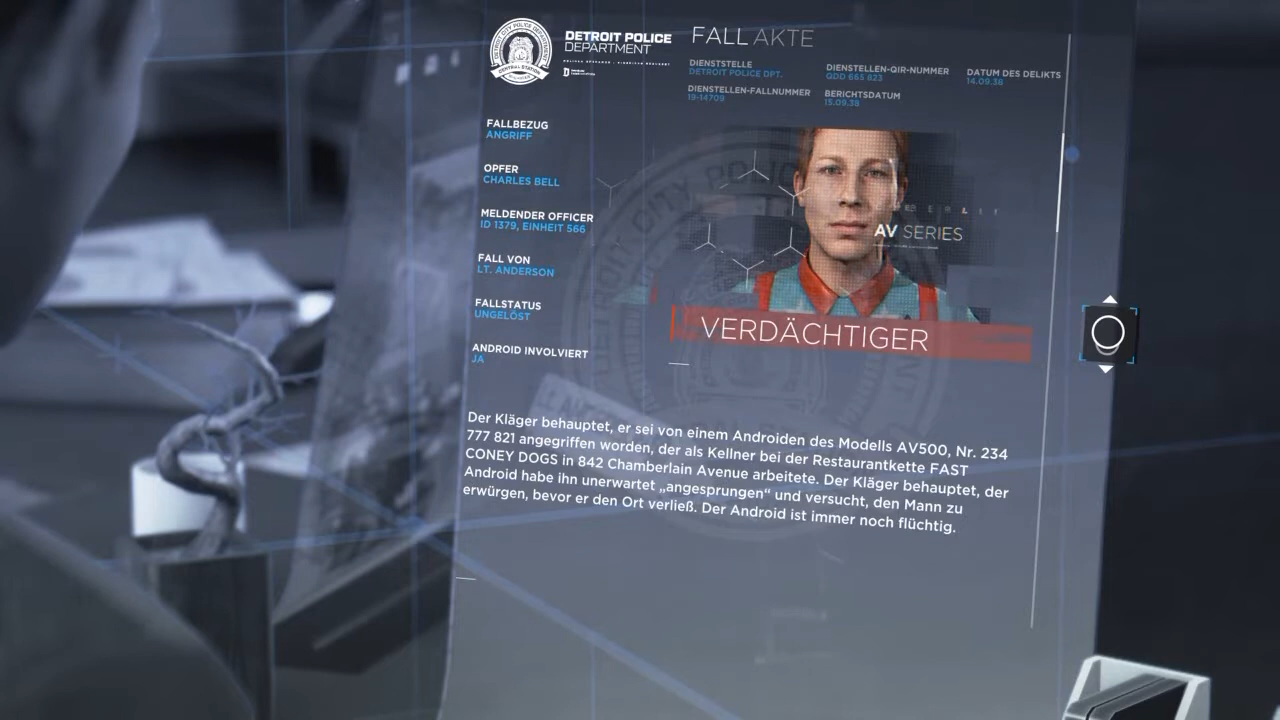 DETROIT POLICE
DEPARTMENT
FALL AKTE
DIENSTSTELLE
DETROIT POLICE DPT.
DIENSTELLEN-QIR-NUMMER
QDD 665 823
DATUM DES DELIKTS
14.09.38
DIENSTELLEN-FALLNUMMER
19-14709
BERICHTSDATUM
15.09.38
FALLBEZUG
ANGRIFF
OPFER
CHARLES BELL
MELDENDER OFFICER
ID 1379, EINHEIT 566
FALL VON
LT. ANDERSON
FALLSTATUS
UNGELÖST
ANDROID INVOLVIERT
JA
AV SERIES
VERDÄCHTIGER
Der Kläger behauptet, er sei von einem Androiden des Modells AV500, Nr. 234
777 821 angegriffen worden, der als Kellner bei der Restaurantkette FAST
CONEY DOGS in 842 Chamberlain Avenue arbeitete. Der Kläger behauptet, der
Android habe ihn unerwartet „angesprungen“ und versucht, den Mann zu
erwürgen, bevor er den Ort verließ. Der Android ist immer noch flüchtig.